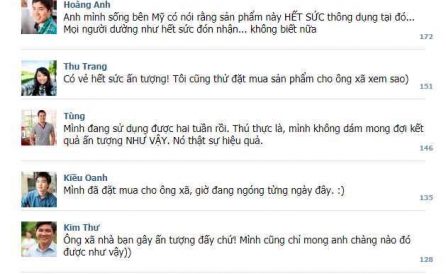 Hoàng Anh
Anh mình sống bên Mỹ có nói rằng sản phẩm này HẾT SỨC thông dụng tại đó...
Mọi người dường như hết sức đón nhận... không biết nữa
172
Thu Trang
Có vẻ hết sức ấn tượng! Tôi cũng thử đặt mua sản phẩm cho ông xã xem sao)
151
Tùng
Mình đang sử dụng được hai tuần rồi. Thú thực là, mình không dám mong đợi kết
quả ấn tượng NHƯ VẬY. Nó thật sự hiệu quả.
146
Kiều Oanh
Mình đã đặt mua cho ông xã, giờ đang ngóng từng ngày đây. :)
135
Kim Thư
Ông xã nhà bạn gây ấn tượng đấy chứ! Mình cũng chỉ mong anh chàng nào đó
được như vậy))
128